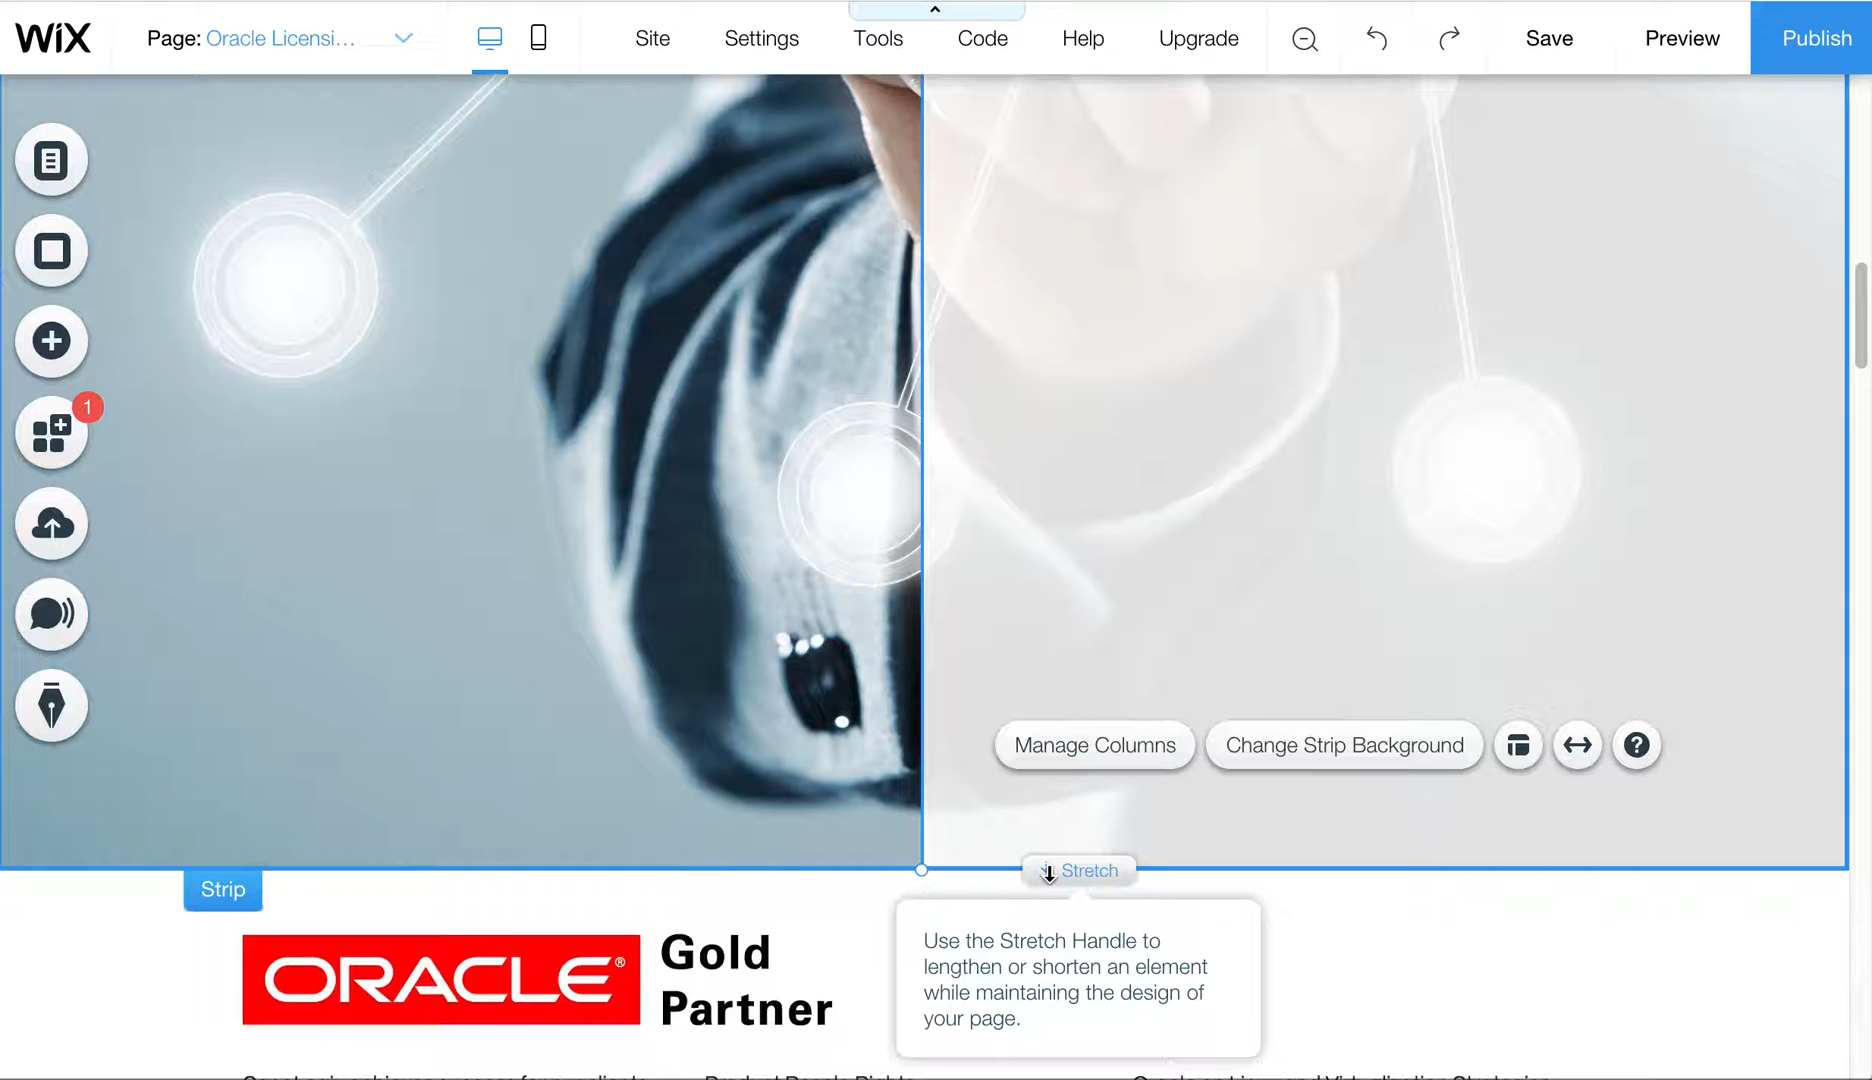 WiX
Page: Oracle Licensi...
Site
Settings
Tools
Code
Help
Upgrade
Save
Preview
Publish
1
Manage Columns
Change Strip Background
?
Stretch
Strip
Use the Stretch Handle to
lengthen or shorten an element
while maintaining the design of
your page.
ORACLE®
Gold
Partner